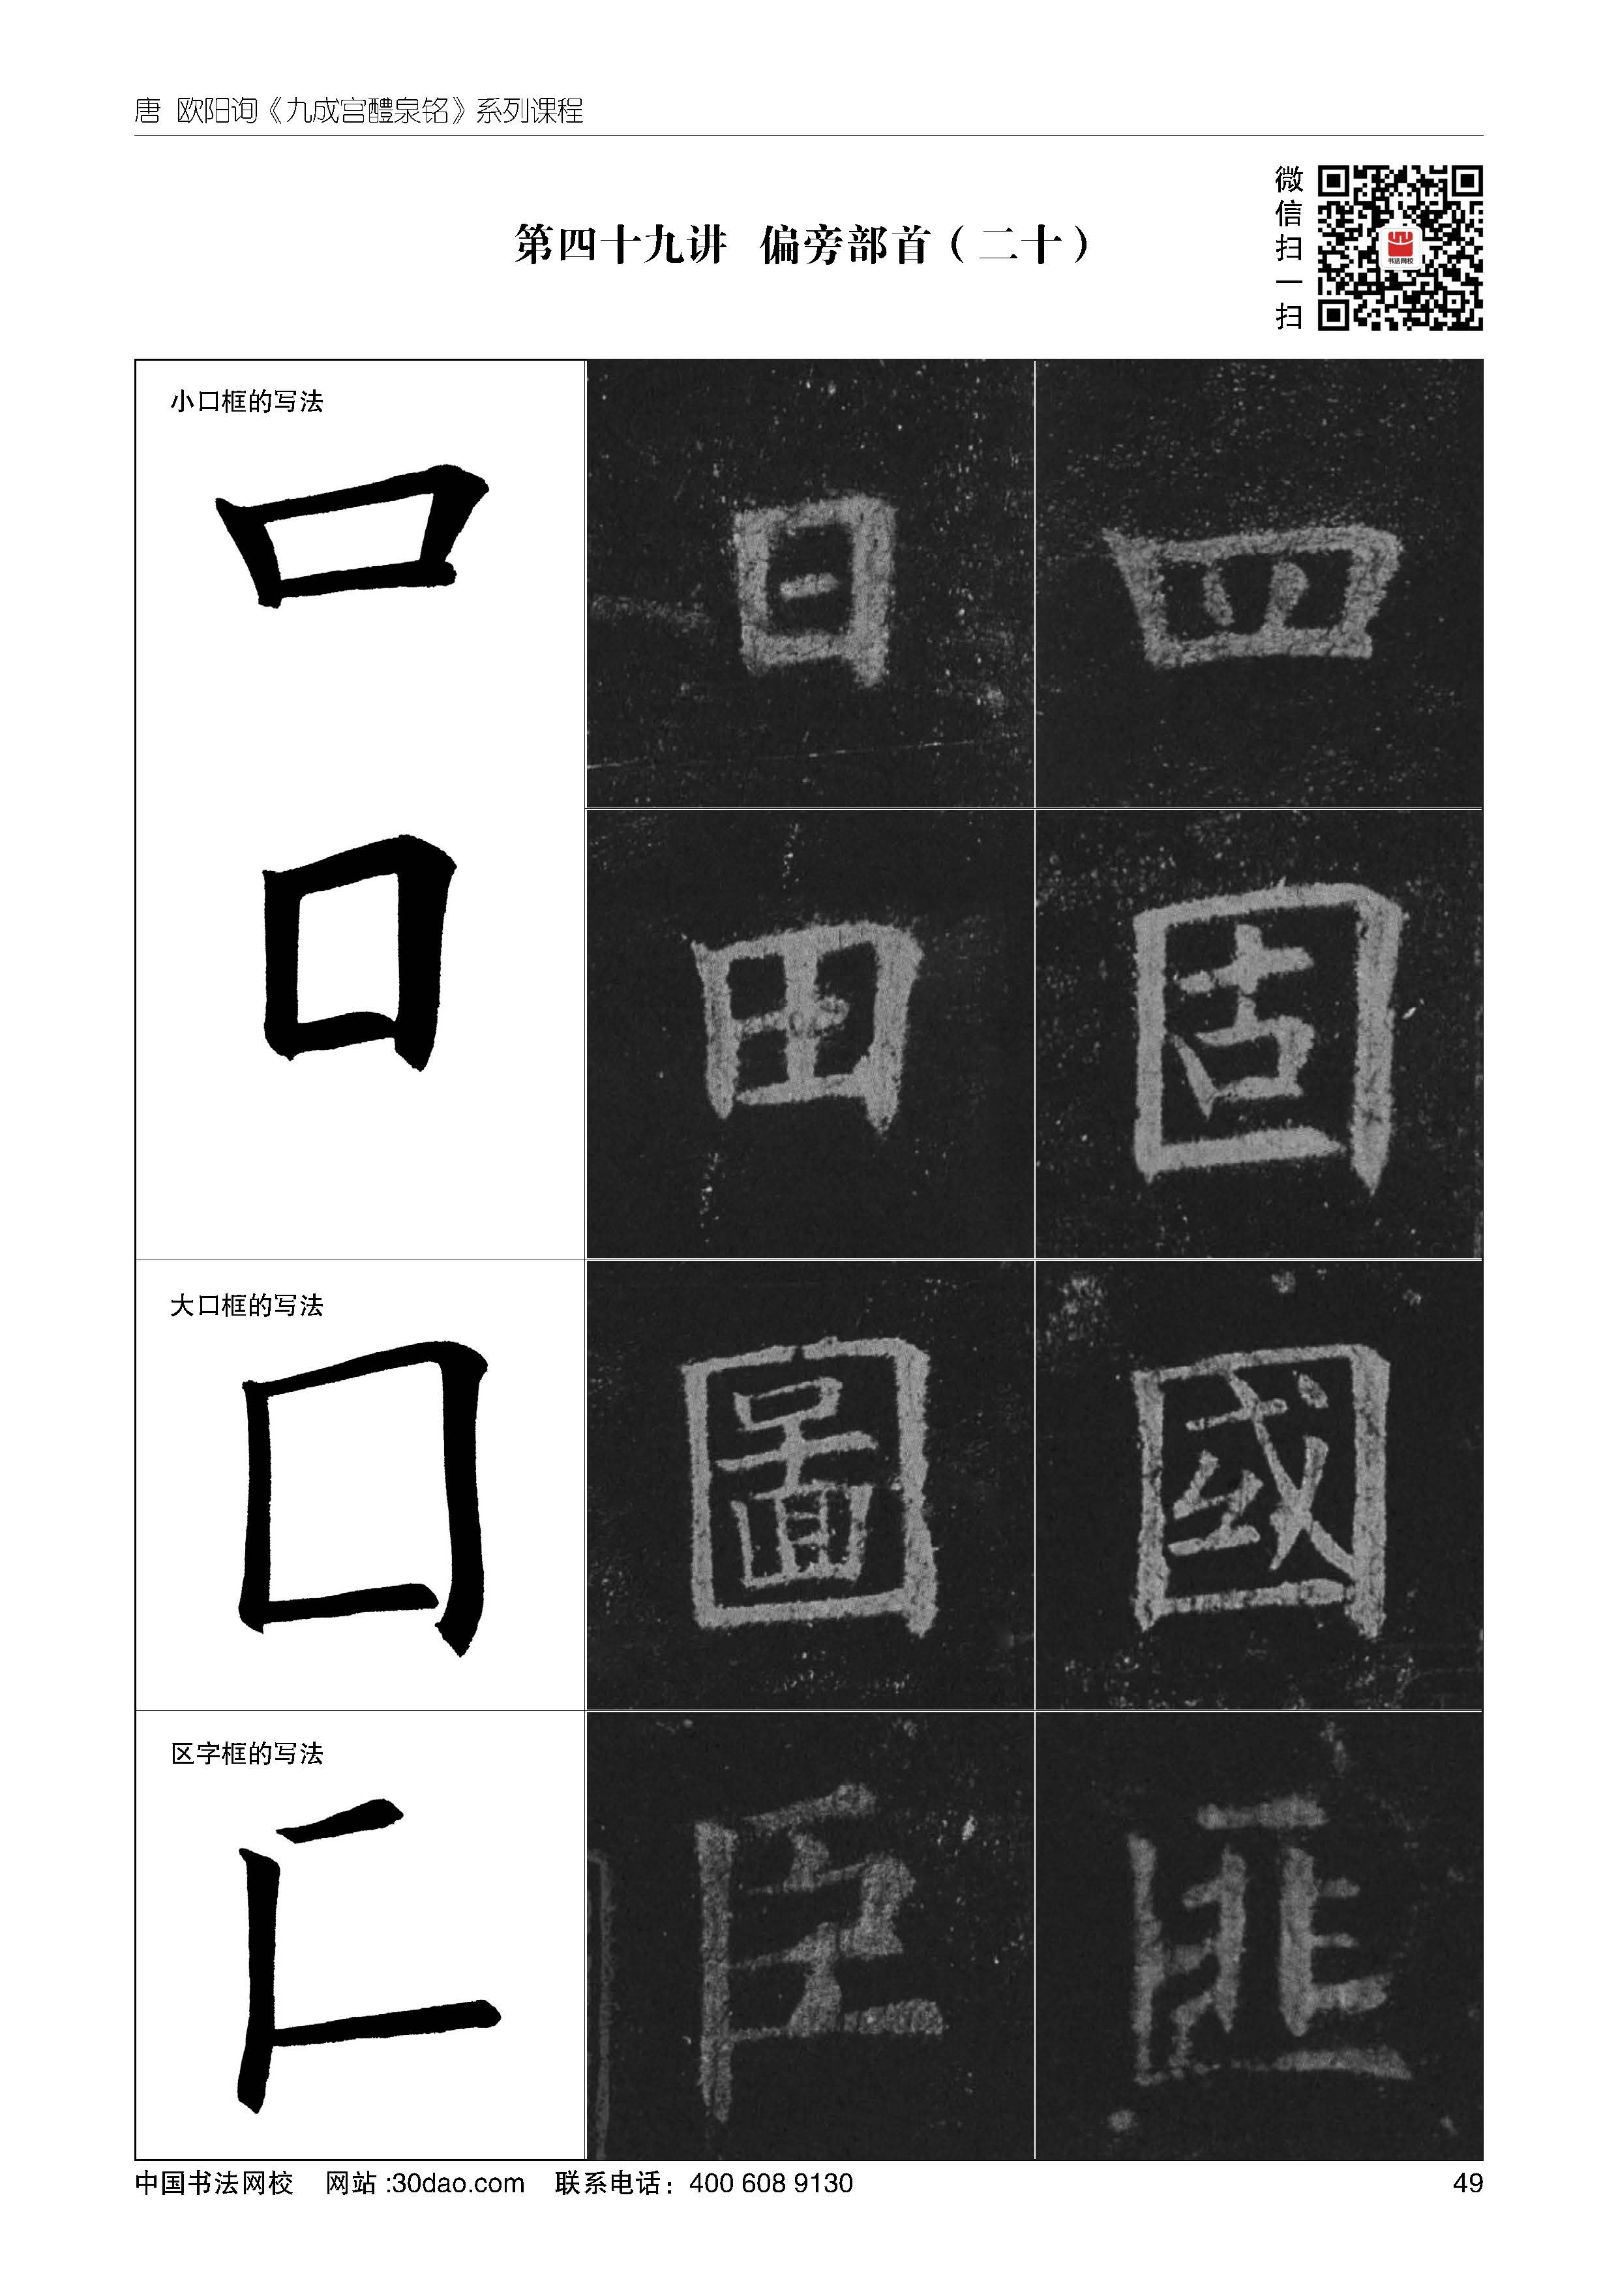 唐 欧阳询《九成宫醴泉铭》系列课程
微信扫一扫
书法网校
第四十九讲 偏旁部首（二十）
小口框的写法
口
日 四
口
田 固
大口框的写法
囗
圖 國
区字框的写法
匚
臣 匪
中国书法网校 网站:30dao.com 联系电话：400 608 9130 49